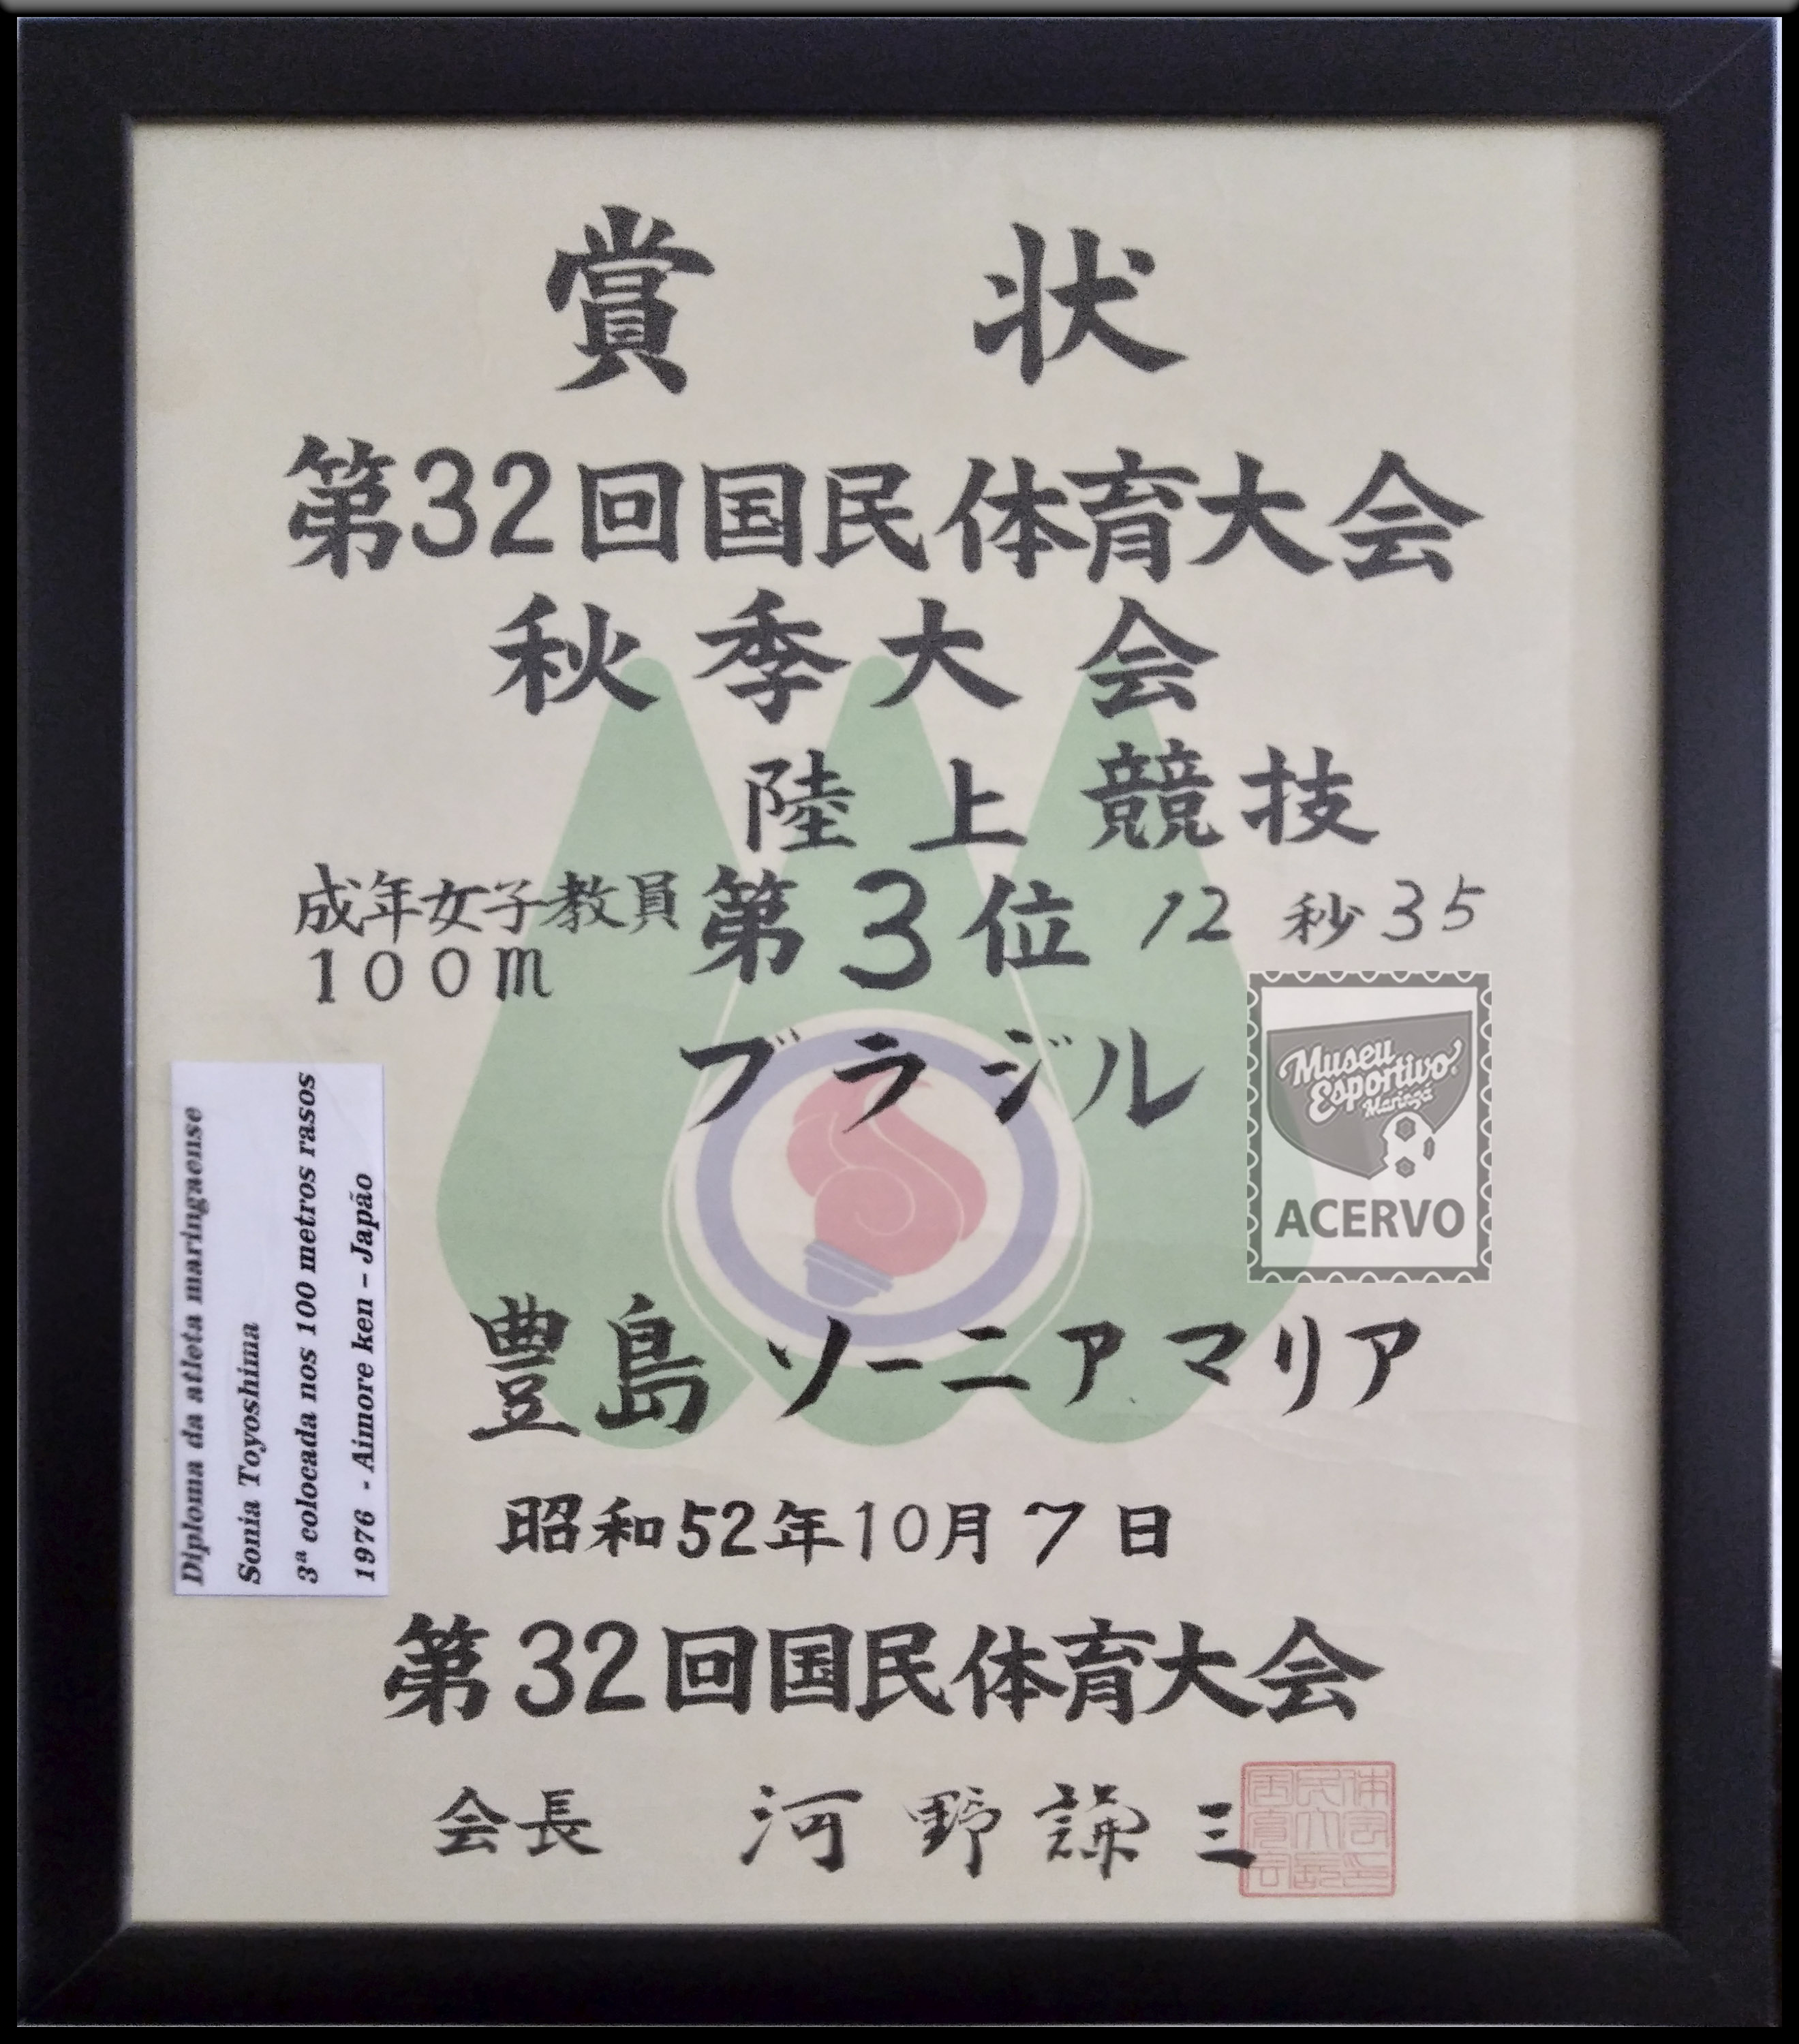 賞状
第32回国民体育大会
秋季大会
陸上競技
成年女子教員 第3位 12秒35
100m
ブラジル
豊島ソーニアマリア
昭和52年10月7日
第32回国民体育大会
会長 河野謙三
Diploma da atleta maringaense
Sonia Toyoshima
3ª colocada nos 100 metros rasos
1976 - Aimore ken – Japão
Museu
Esportivo
Maringá
ACERVO